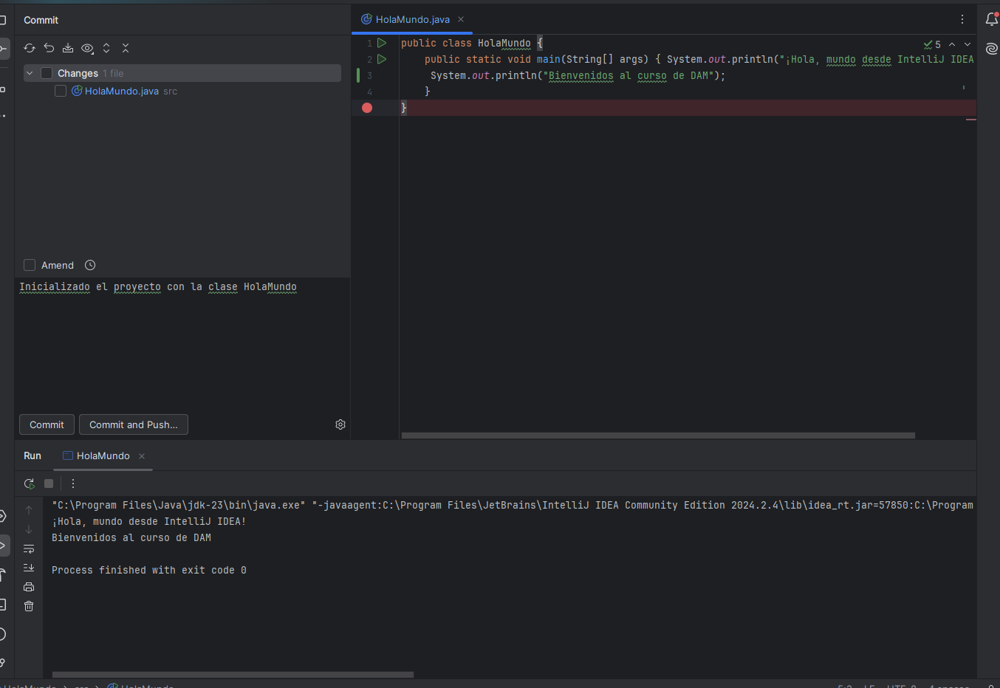 Commit
Changes 1 file
HolaMundo.java src
Amend
Inicializado el proyecto con la clase HolaMundo
Commit
Commit and Push...
HolaMundo.java
5
1 public class HolaMundo {
2 public static void main(String[] args) { System.out.println("¡Hola, mundo desde IntelliJ IDEA
3 System.out.println("Bienvenidos al curso de DAM");
4 }
}
Run
HolaMundo
"C:\Program Files\Java\jdk-23\bin\java.exe" "-javaagent:C:\Program Files\JetBrains\IntelliJ IDEA Community Edition 2024.2.4\lib\idea_rt.jar=57850:C:\Program
¡Hola, mundo desde IntelliJ IDEA!
Bienvenidos al curso de DAM
Process finished with exit code 0